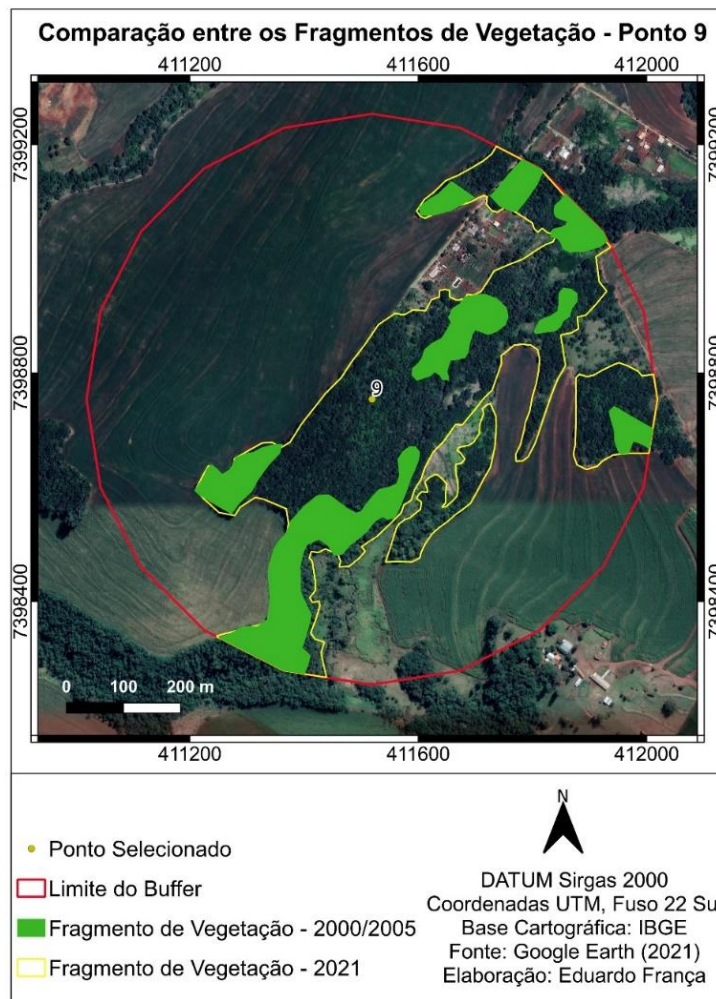 Comparação entre os Fragmentos de Vegetação - Ponto 9
411200 411600 412000
7399200 7399200
9
7398800 7398800
7398400 7398400
0 100 200 m
411200 411600 412000
N
Ponto Selecionado
Limite do Buffer
Fragmento de Vegetação - 2000/2005
Fragmento de Vegetação - 2021
DATUM Sirgas 2000
Coordenadas UTM, Fuso 22 Su
Base Cartográfica: IBGE
Fonte: Google Earth (2021)
Elaboração: Eduardo França